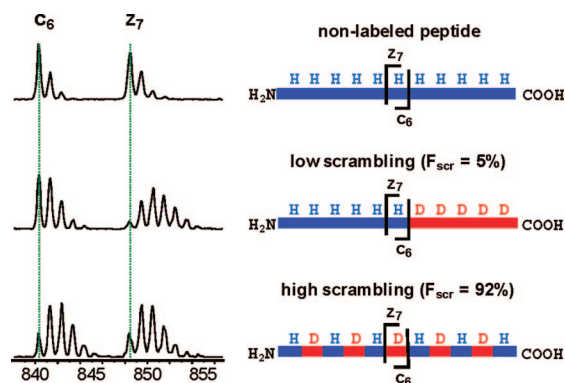 c6 z7
840 845 850 855
non-labeled peptide
z7
H H H H H H H H H H H
H2N COOH
c6
low scrambling (Fscr = 5%)
z7
H H H H H H D D D D D
H2N COOH
c6
high scrambling (Fscr = 92%)
z7
H D H D H D H D H D H
H2N COOH
c6